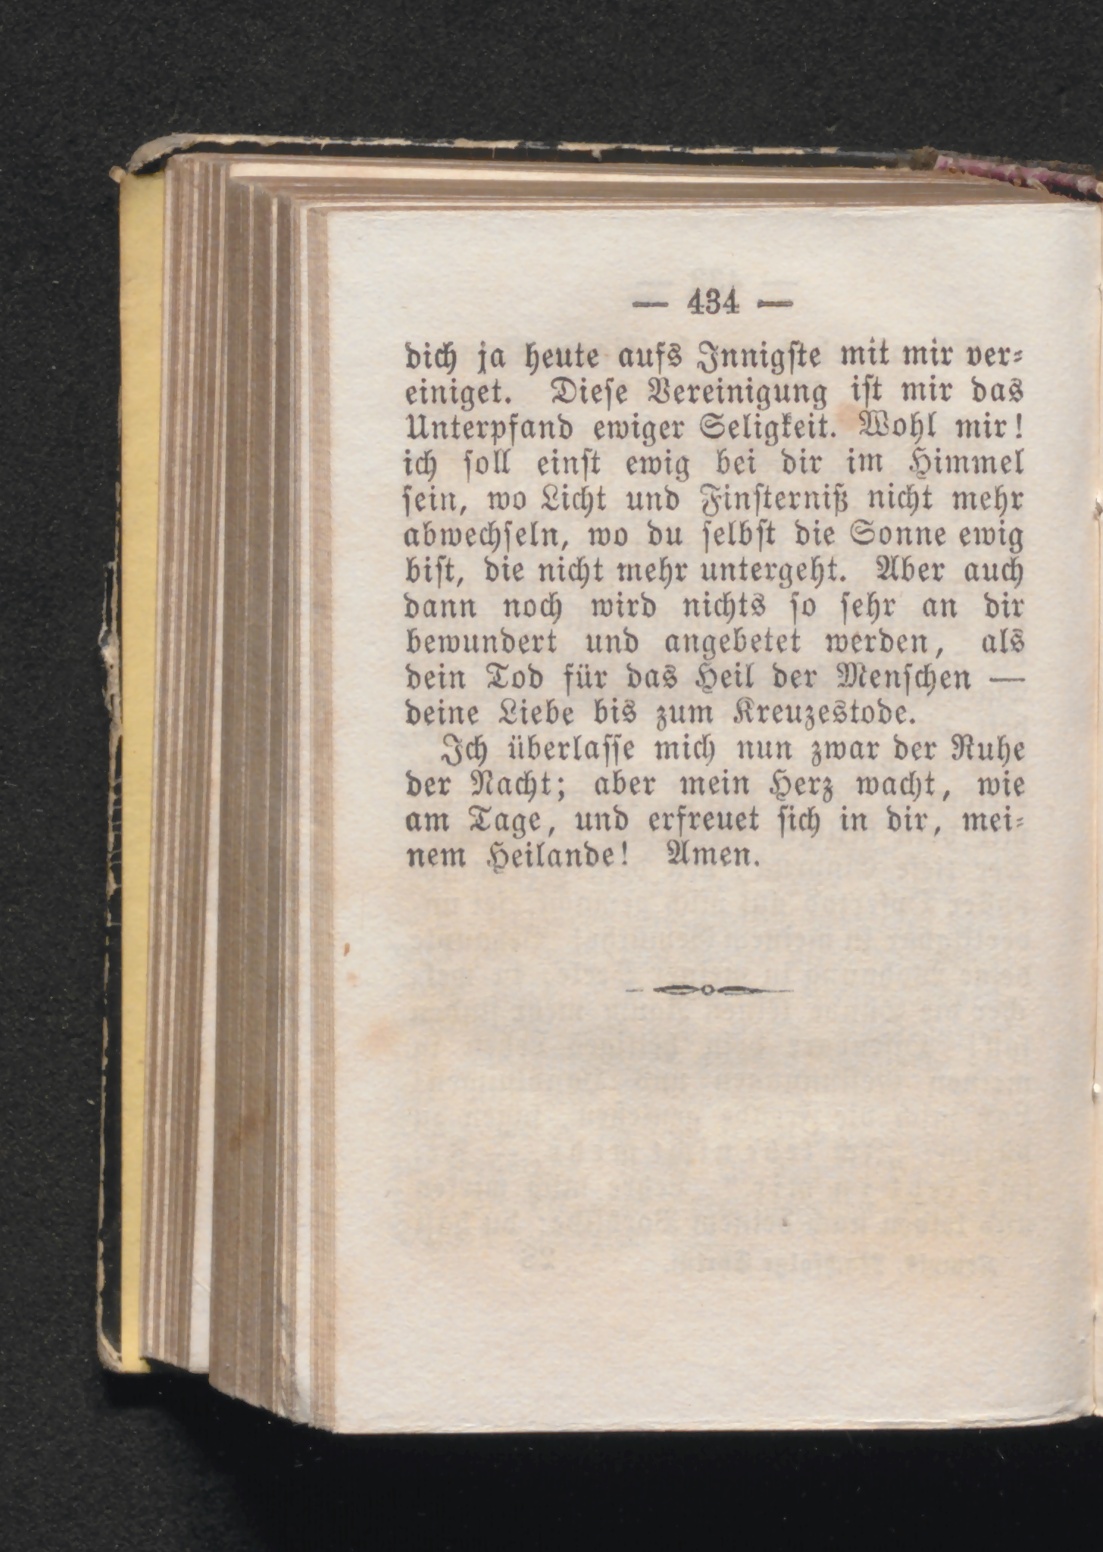 — 434 —
dich ja heute aufs Innigste mit mir ver-
einiget. Diese Vereinigung ist mir das
Unterpfand ewiger Seligkeit. Wohl mir!
ich soll einst ewig bei dir im Himmel
sein, wo Licht und Finsterniß nicht mehr
abwechseln, wo du selbst die Sonne ewig
bist, die nicht mehr untergeht. Aber auch
dann noch wird nichts so sehr an dir
bewundert und angebetet werden, als
dein Tod für das Heil der Menschen —
deine Liebe bis zum Kreuzestode.
Ich überlasse mich nun zwar der Ruhe
der Nacht; aber mein Herz wacht, wie
am Tage, und erfreuet sich in dir, mei-
nem Heilande! Amen.